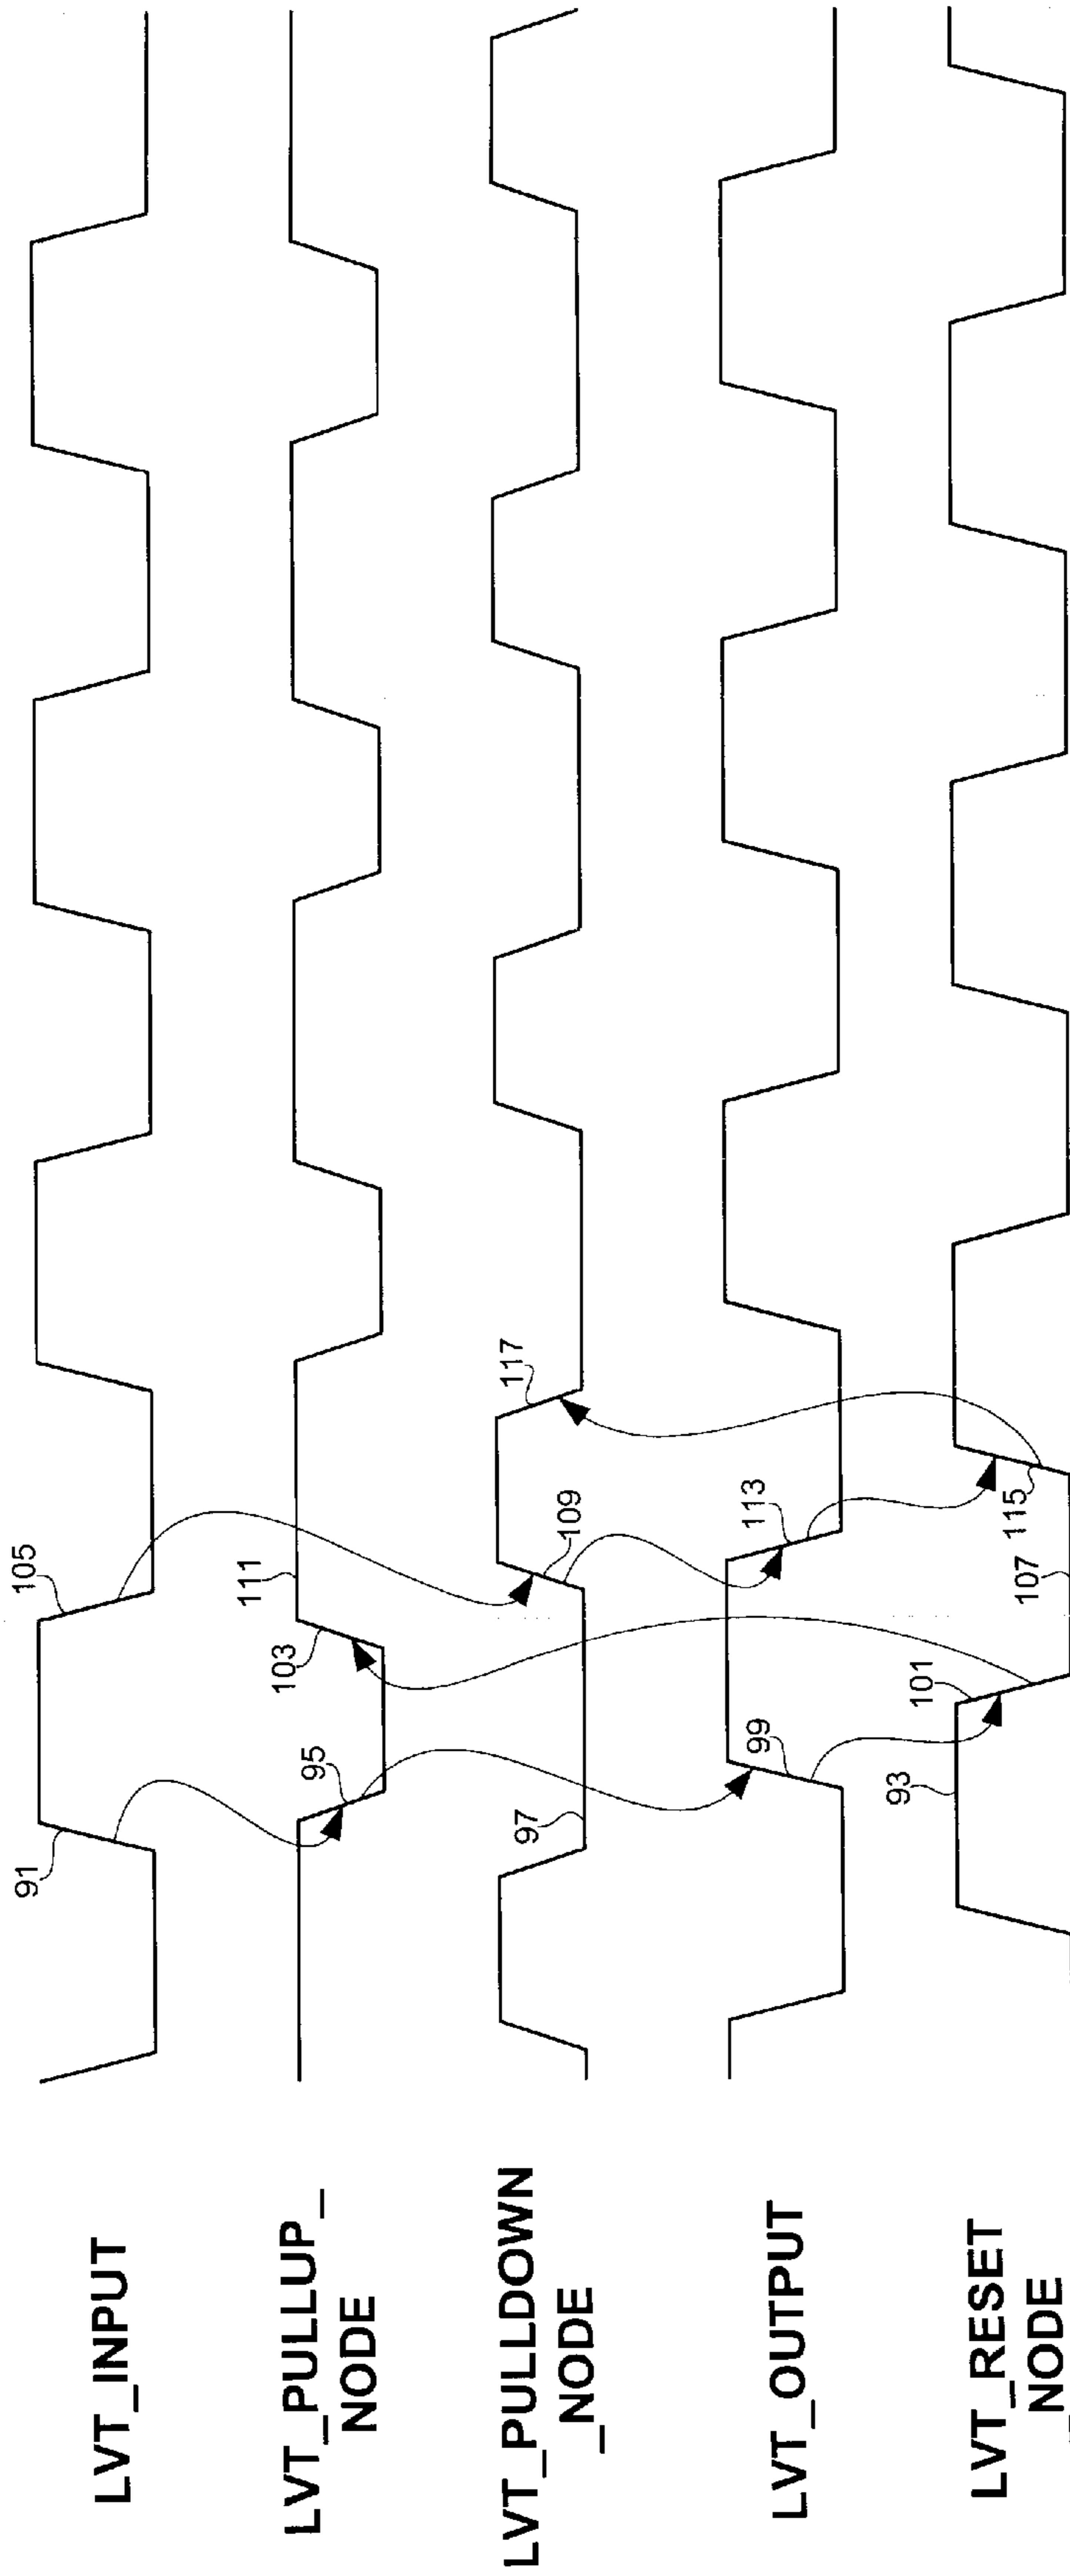 LVT_INPUT
91
105
LVT_PULLUP_
_NODE
95
103
111
LVT_PULLDOWN
_NODE
97
109
117
LVT_OUTPUT
99
113
LVT_RESET
_NODE
93
101
107
115